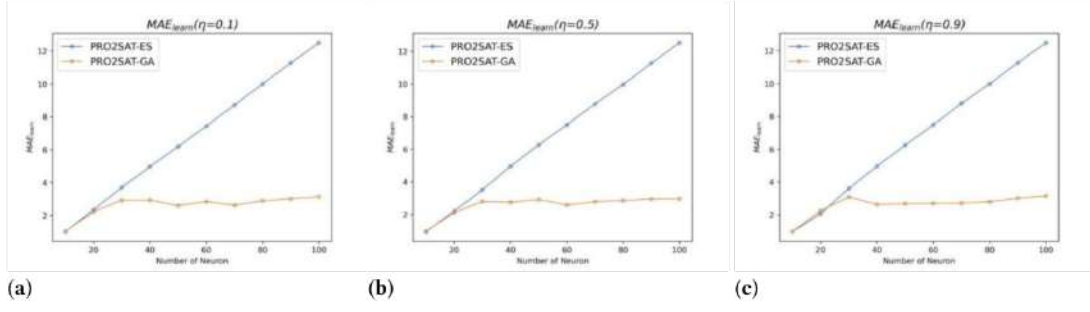 MAE_learn(η=0.1)
PRO2SAT-ES
PRO2SAT-GA
12
10
8
6
4
2
MAE_learn
20 40 60 80 100
Number of Neuron
(a)
MAE_learn(η=0.5)
PRO2SAT-ES
PRO2SAT-GA
12
10
8
6
4
2
MAE_learn
20 40 60 80 100
Number of Neuron
(b)
MAE_learn(η=0.9)
PRO2SAT-ES
PRO2SAT-GA
12
10
8
6
4
2
MAE_learn
20 40 60 80 100
Number of Neuron
(c)